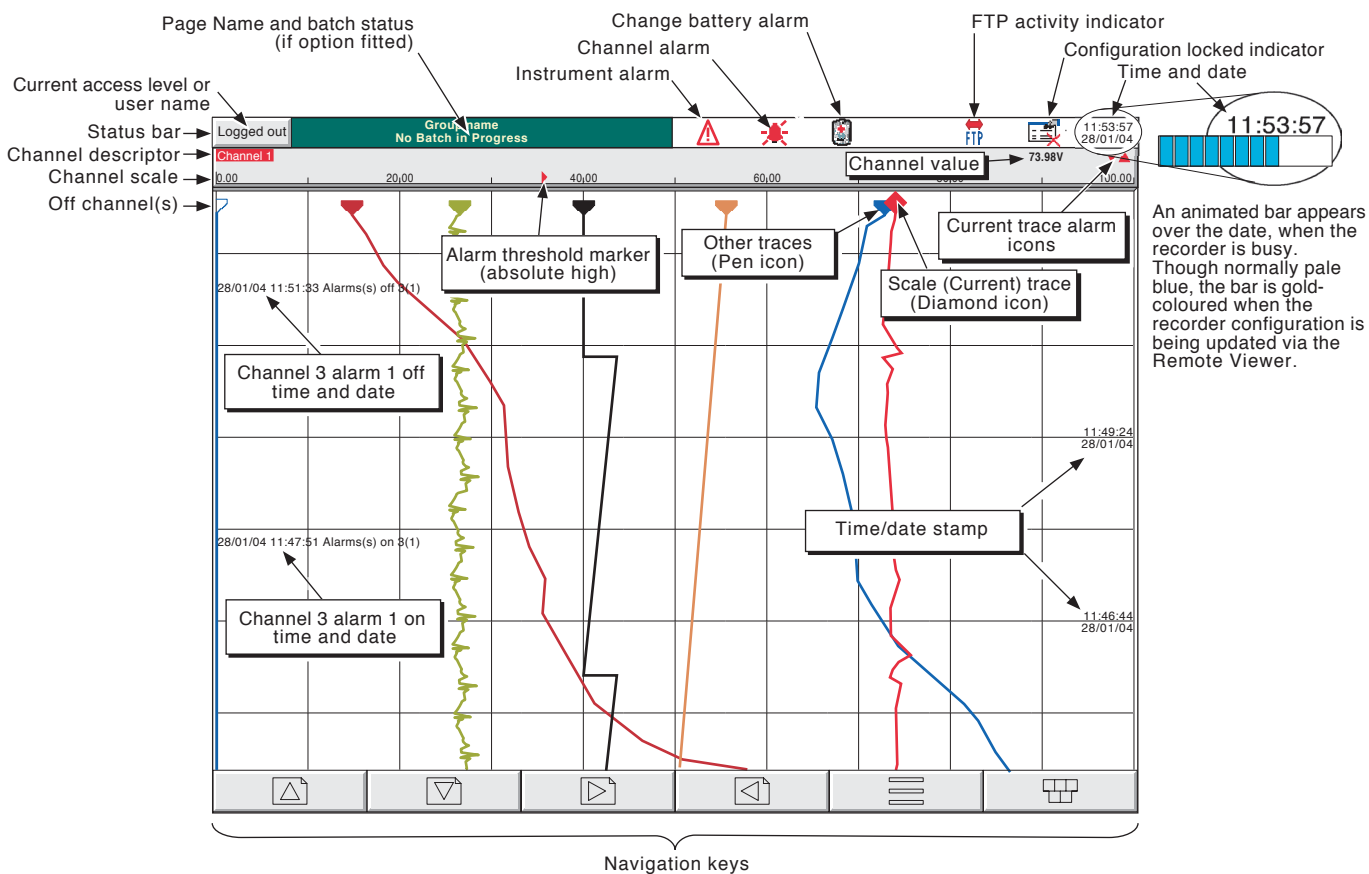 Page Name and batch status
(if option fitted)
Change battery alarm
Channel alarm
Instrument alarm
FTP activity indicator
Configuration locked indicator
Time and date
Current access level or
user name
Status bar
Logged out
Group name
No Batch in Progress
FTP
11:53:57
28/01/04
11:53:57
Channel descriptor
Channel 1
Channel value
73.98V
Channel scale
0.00
20,00
40,00
60,00
100.00
Off channel(s)
Alarm threshold marker
(absolute high)
Other traces
(Pen icon)
Current trace alarm
icons
Scale (Current) trace
(Diamond icon)
An animated bar appears
over the date, when the
recorder is busy.
Though normally pale
blue, the bar is gold-
coloured when the
recorder configuration is
being updated via the
Remote Viewer.
28/01/04 11:51:33 Alarms(s) off 3(1)
Channel 3 alarm 1 off
time and date
11:49:24
28/01/04
Time/date stamp
28/01/04 11:47:51 Alarms(s) on 3(1)
Channel 3 alarm 1 on
time and date
11:46:44
28/01/04
Navigation keys